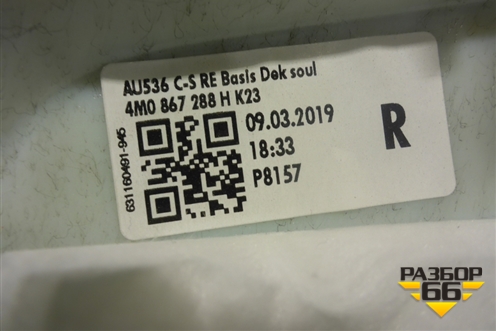 AU536 C-S RE Basis Dek soul
4M0 867 288 H K23
09.03.2019
18:33
P8157
R
631160491-945
РАЗБОР
66